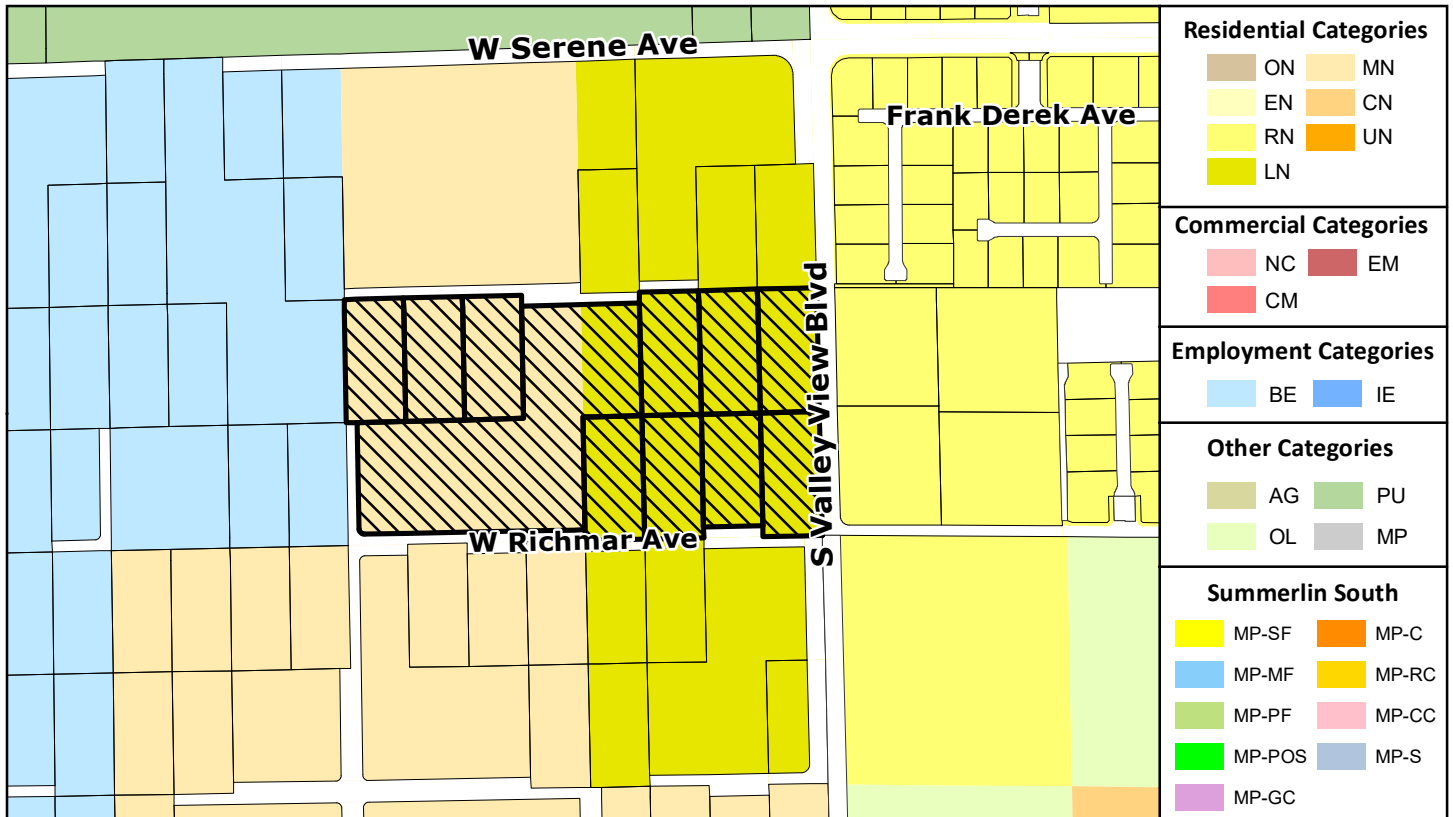 W Serene Ave
Frank Derek Ave
S Valley View Blvd
W Richmar Ave
Residential Categories
ON MN
EN CN
RN UN
LN
Commercial Categories
NC EM
CM
Employment Categories
BE IE
Other Categories
AG PU
OL MP
Summerlin South
MP-SF MP-C
MP-MF MP-RC
MP-PF MP-CC
MP-POS MP-S
MP-GC